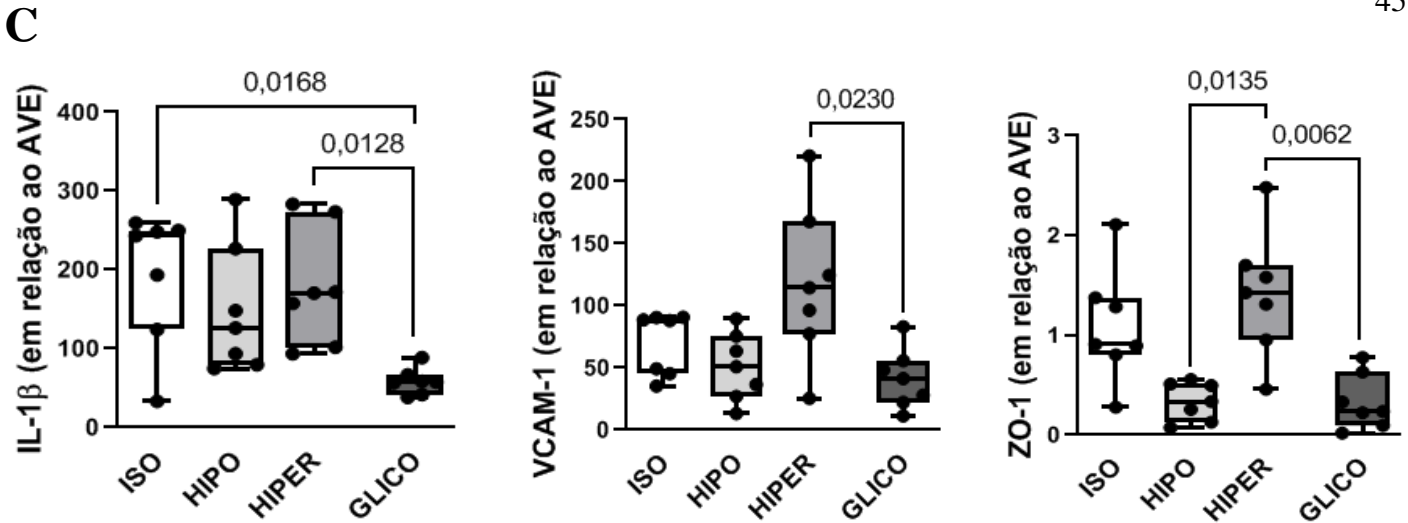 45
C
IL-1β (em relação ao AVE)
400
300
200
100
0
0,0168
0,0128
ISO
HIPO
HIPER
GLICO
VCAM-1 (em relação ao AVE)
250
200
150
100
50
0
0,0230
ISO
HIPO
HIPER
GLICO
ZO-1 (em relação ao AVE)
3
2
1
0
0,0135
0,0062
ISO
HIPO
HIPER
GLICO